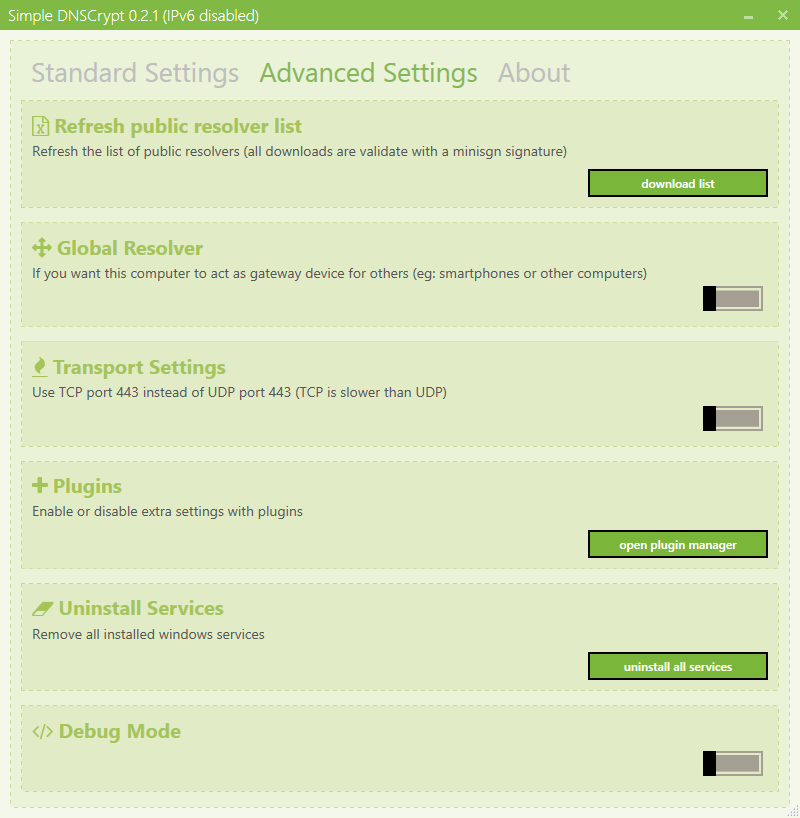 Simple DNSCrypt 0.2.1 (IPv6 disabled)
Standard Settings Advanced Settings About
Refresh public resolver list
Refresh the list of public resolvers (all downloads are validate with a minisgn signature)
download list
Global Resolver
If you want this computer to act as gateway device for others (eg: smartphones or other computers)
Transport Settings
Use TCP port 443 instead of UDP port 443 (TCP is slower than UDP)
Plugins
Enable or disable extra settings with plugins
open plugin manager
Uninstall Services
Remove all installed windows services
uninstall all services
Debug Mode